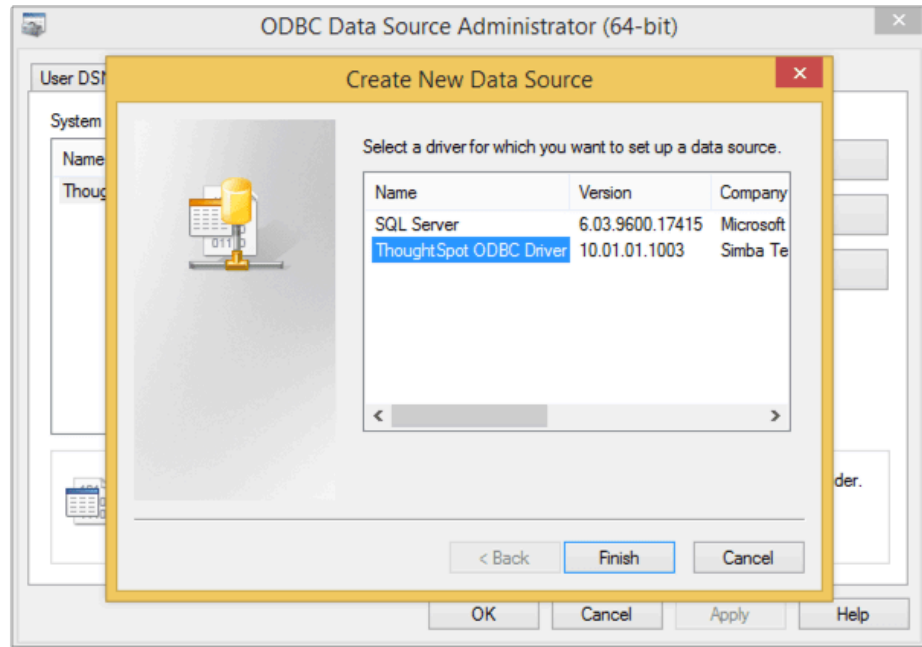 ODBC Data Source Administrator (64-bit)
User DS
Create New Data Source
System
Name
Thoug
Select a driver for which you want to set up a data source.
Name Version Company
SQL Server 6.03.9600.17415 Microsoft
ThoughtSpot ODBC Driver 10.01.01.1003 Simba Te
der.
< Back Finish Cancel
OK Cancel Apply Help